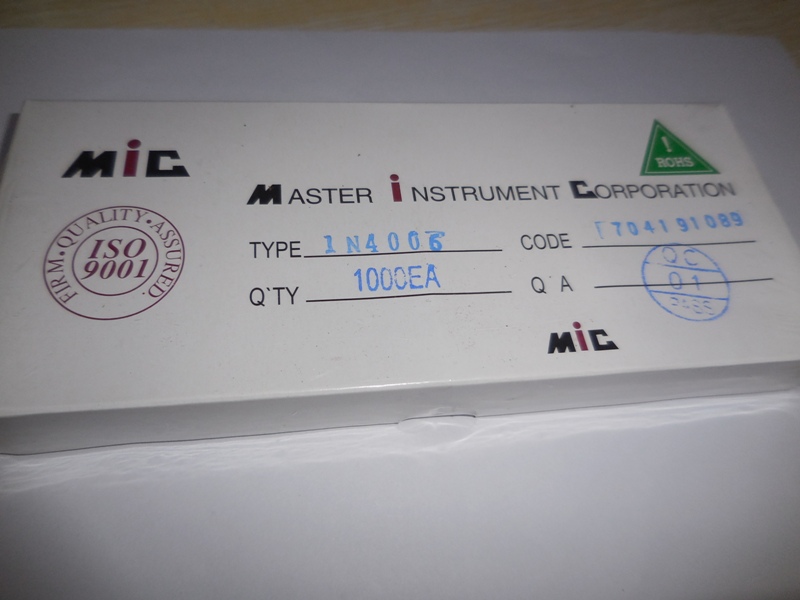 MiC
! ROHS
MASTER iNSTRUMENT CORPORATION
FIRM·QUALITY·ASSURED.
ISO
9001
TYPE 1N4006 CODE T704191089
Q'TY 1000EA Q'A
QC
01
PASS
MiC